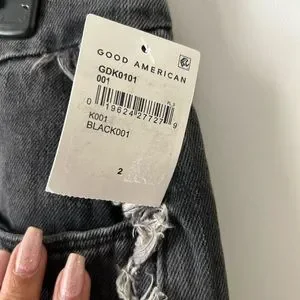 GOOD AMERICAN
GDK0101
001
0 19624 27727 9
K001
BLACK001
2